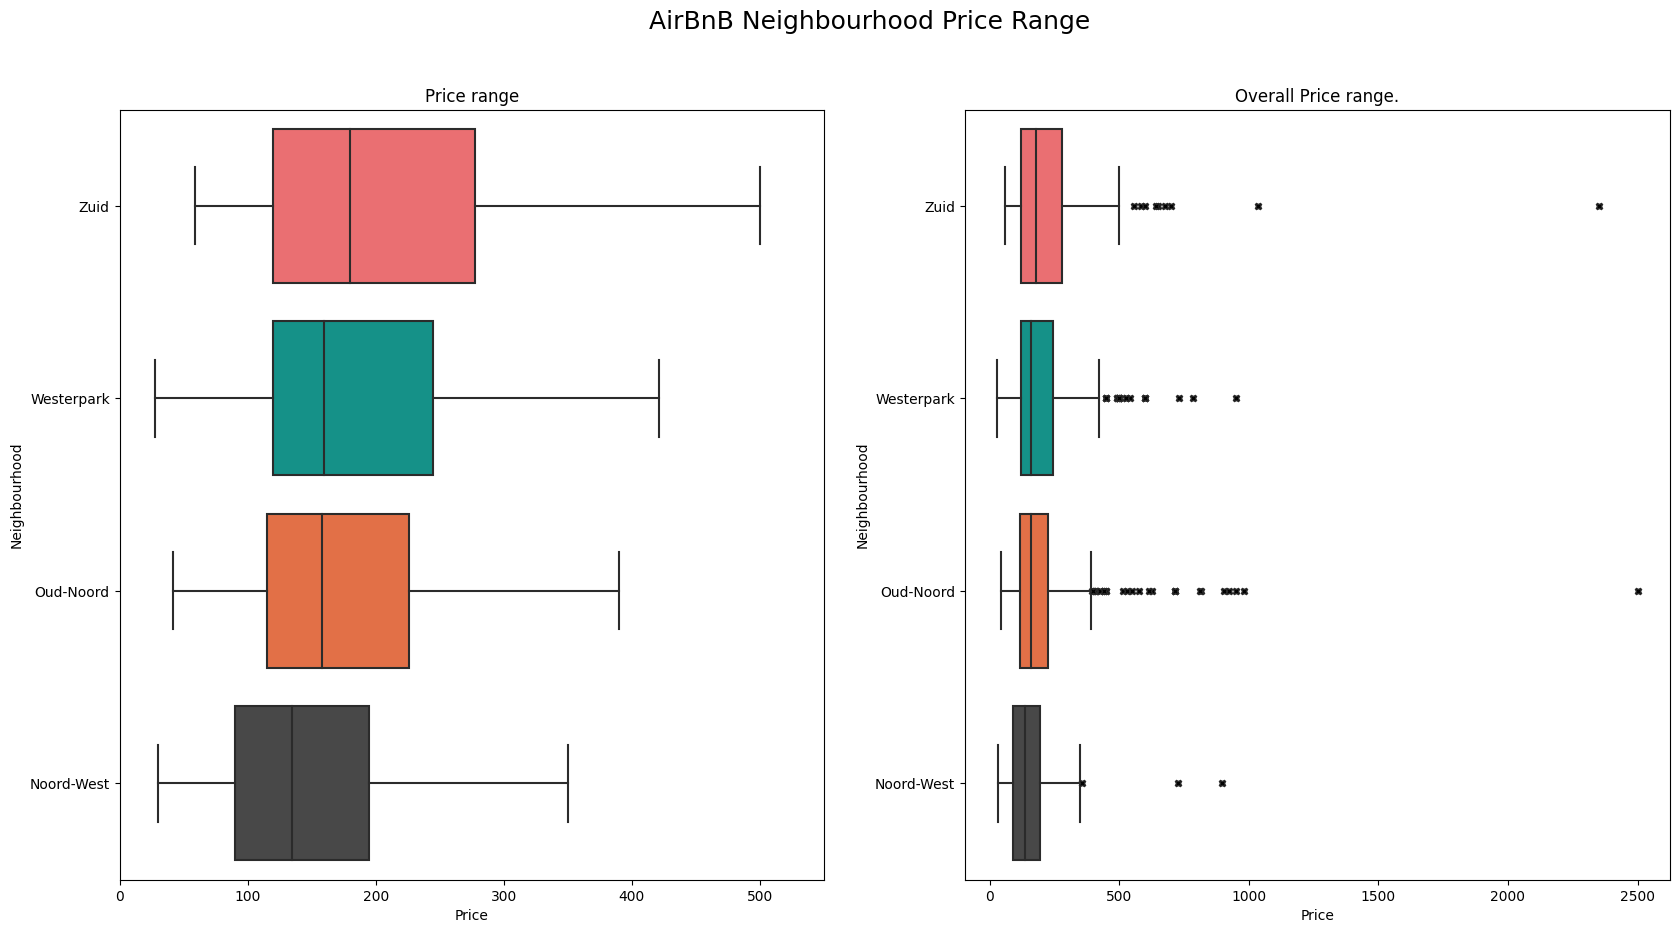 AirBnB Neighbourhood Price Range
Price range
Neighbourhood
Zuid
Westerpark
Oud-Noord
Noord-West
0 100 200 300 400 500
Price
Overall Price range.
Neighbourhood
Zuid
Westerpark
Oud-Noord
Noord-West
0 500 1000 1500 2000 2500
Price